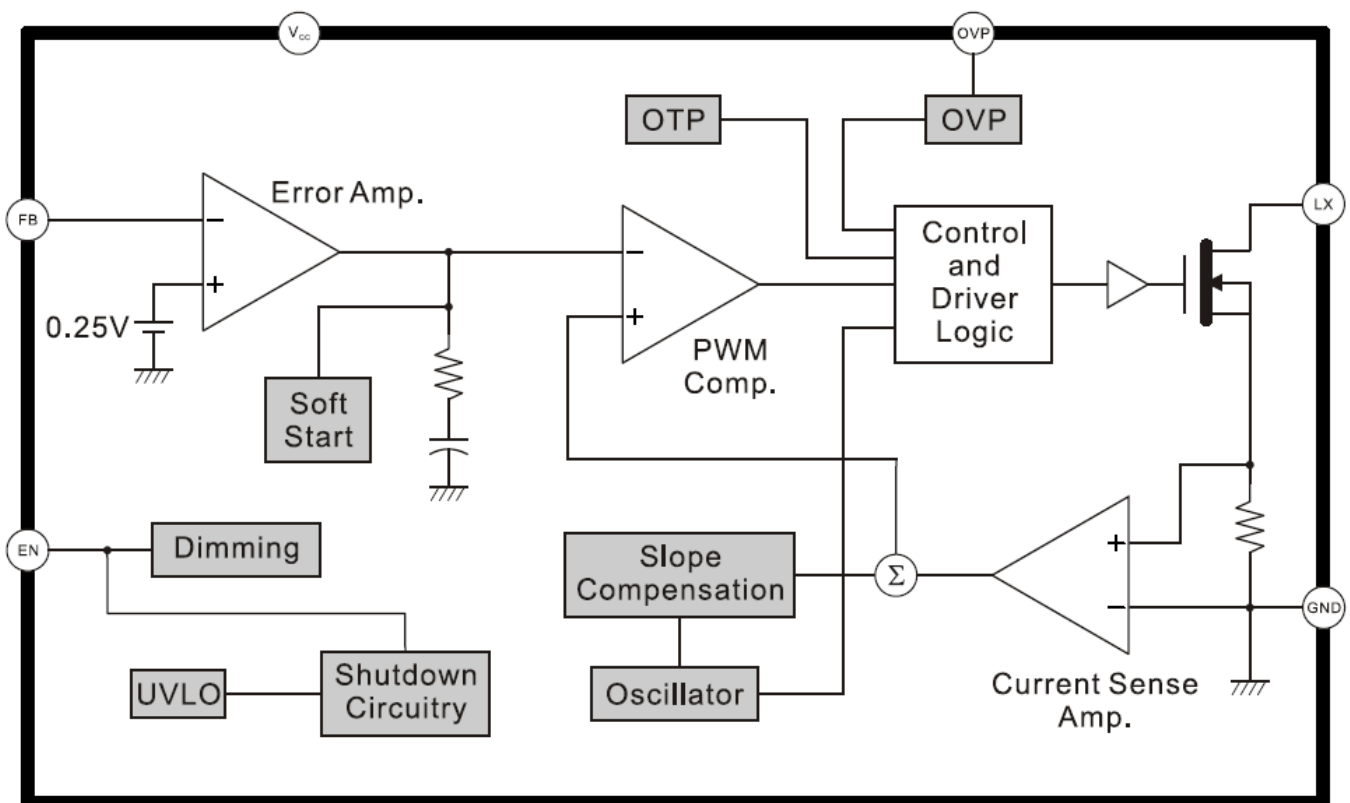 Vcc
OVP
OTP
OVP
Error Amp.
FB
−
+
0.25V
Soft
Start
−
+
PWM
Comp.
Control
and
Driver
Logic
LX
EN
Dimming
UVLO
Shutdown
Circuitry
Slope
Compensation
Oscillator
Σ
+
−
Current Sense
Amp.
GND